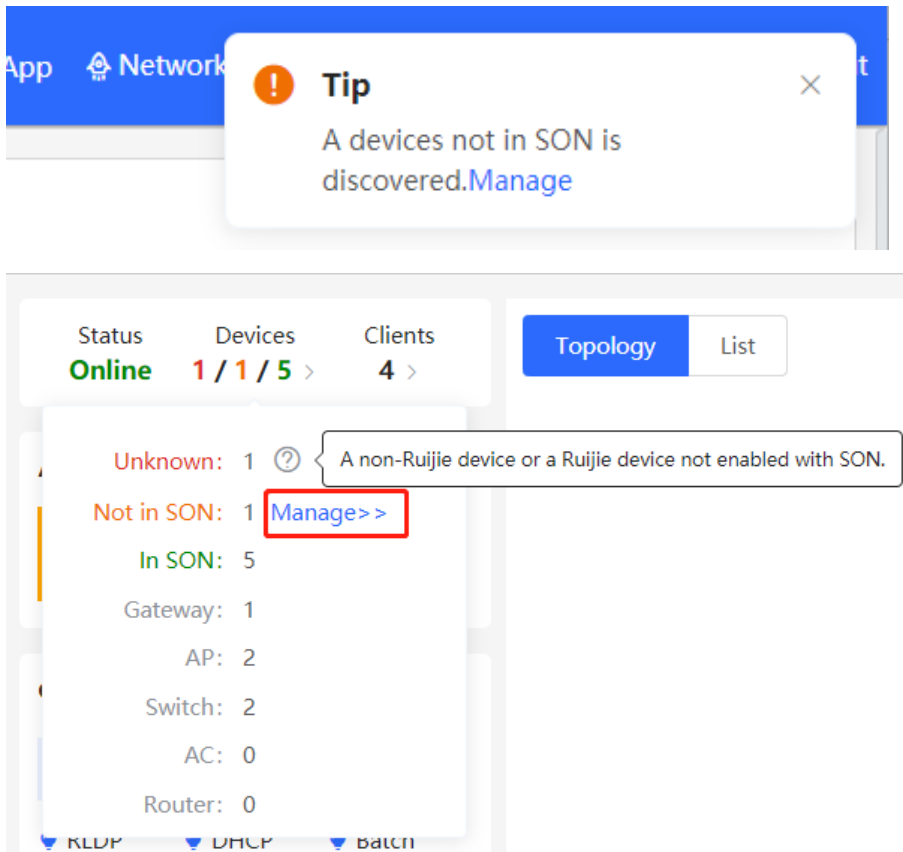 App Network t
Tip
A devices not in SON is
discovered.Manage
Status Devices Clients
Online 1 / 1 / 5 > 4 >
Topology List
Unknown: 1 ? A non-Ruijie device or a Ruijie device not enabled with SON.
Not in SON: 1 Manage>>
In SON: 5
Gateway: 1
AP: 2
Switch: 2
AC: 0
Router: 0
RLDP DHCP Batch